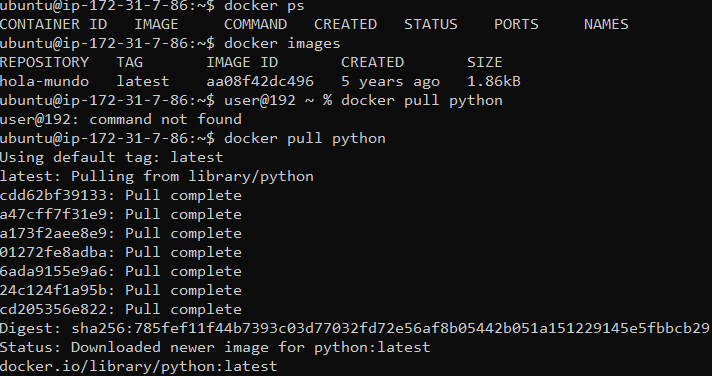 ubuntu@ip-172-31-7-86:~$ docker ps
CONTAINER ID   IMAGE     COMMAND   CREATED   STATUS    PORTS     NAMES
ubuntu@ip-172-31-7-86:~$ docker images
REPOSITORY   TAG       IMAGE ID       CREATED       SIZE
hola-mundo   latest    aa08f42dc496   5 years ago   1.86kB
ubuntu@ip-172-31-7-86:~$ user@192 ~ % docker pull python
user@192: command not found
ubuntu@ip-172-31-7-86:~$ docker pull python
Using default tag: latest
latest: Pulling from library/python
cdd62bf39133: Pull complete
a47cff7f31e9: Pull complete
a173f2aee8e9: Pull complete
01272fe8adba: Pull complete
6ada9155e9a6: Pull complete
24c124f1a95b: Pull complete
cd205356e822: Pull complete
Digest: sha256:785fef11f44b7393c03d77032fd72e56af8b05442b051a151229145e5fbbcb29
Status: Downloaded newer image for python:latest
docker.io/library/python:latest